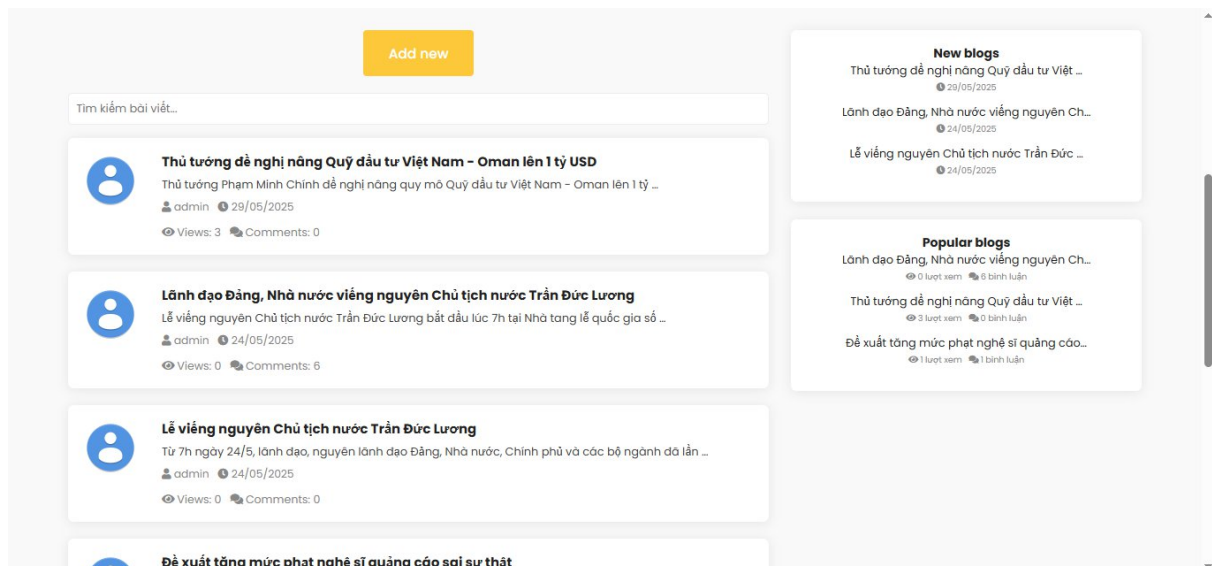 Add new
Tìm kiếm bài viết...
Thủ tướng đề nghị nâng Quỹ đầu tư Việt Nam - Oman lên 1 tỷ USD
Thủ tướng Phạm Minh Chính đề nghị nâng quy mô Quỹ đầu tư Việt Nam - Oman lên 1 tỷ ...
admin 29/05/2025
Views: 3 Comments: 0
Lãnh đạo Đảng, Nhà nước viếng nguyên Chủ tịch nước Trần Đức Lương
Lễ viếng nguyên Chủ tịch nước Trần Đức Lương bắt đầu lúc 7h tại Nhà tang lễ quốc gia số ...
admin 24/05/2025
Views: 0 Comments: 6
Lễ viếng nguyên Chủ tịch nước Trần Đức Lương
Từ 7h ngày 24/5, lãnh đạo, nguyên lãnh đạo Đảng, Nhà nước, Chính phủ và các bộ ngành đã lần ...
admin 24/05/2025
Views: 0 Comments: 0
Đề xuất tăng mức phạt nghệ sĩ quảng cáo sai sự thật
New blogs
Thủ tướng đề nghị nâng Quỹ đầu tư Việt ...
29/05/2025
Lãnh đạo Đảng, Nhà nước viếng nguyên Ch...
24/05/2025
Lễ viếng nguyên Chủ tịch nước Trần Đức ...
24/05/2025
Popular blogs
Lãnh đạo Đảng, Nhà nước viếng nguyên Ch...
0 lượt xem 6 bình luận
Thủ tướng đề nghị nâng Quỹ đầu tư Việt ...
3 lượt xem 0 bình luận
Đề xuất tăng mức phạt nghệ sĩ quảng cáo...
1 lượt xem 1 bình luận